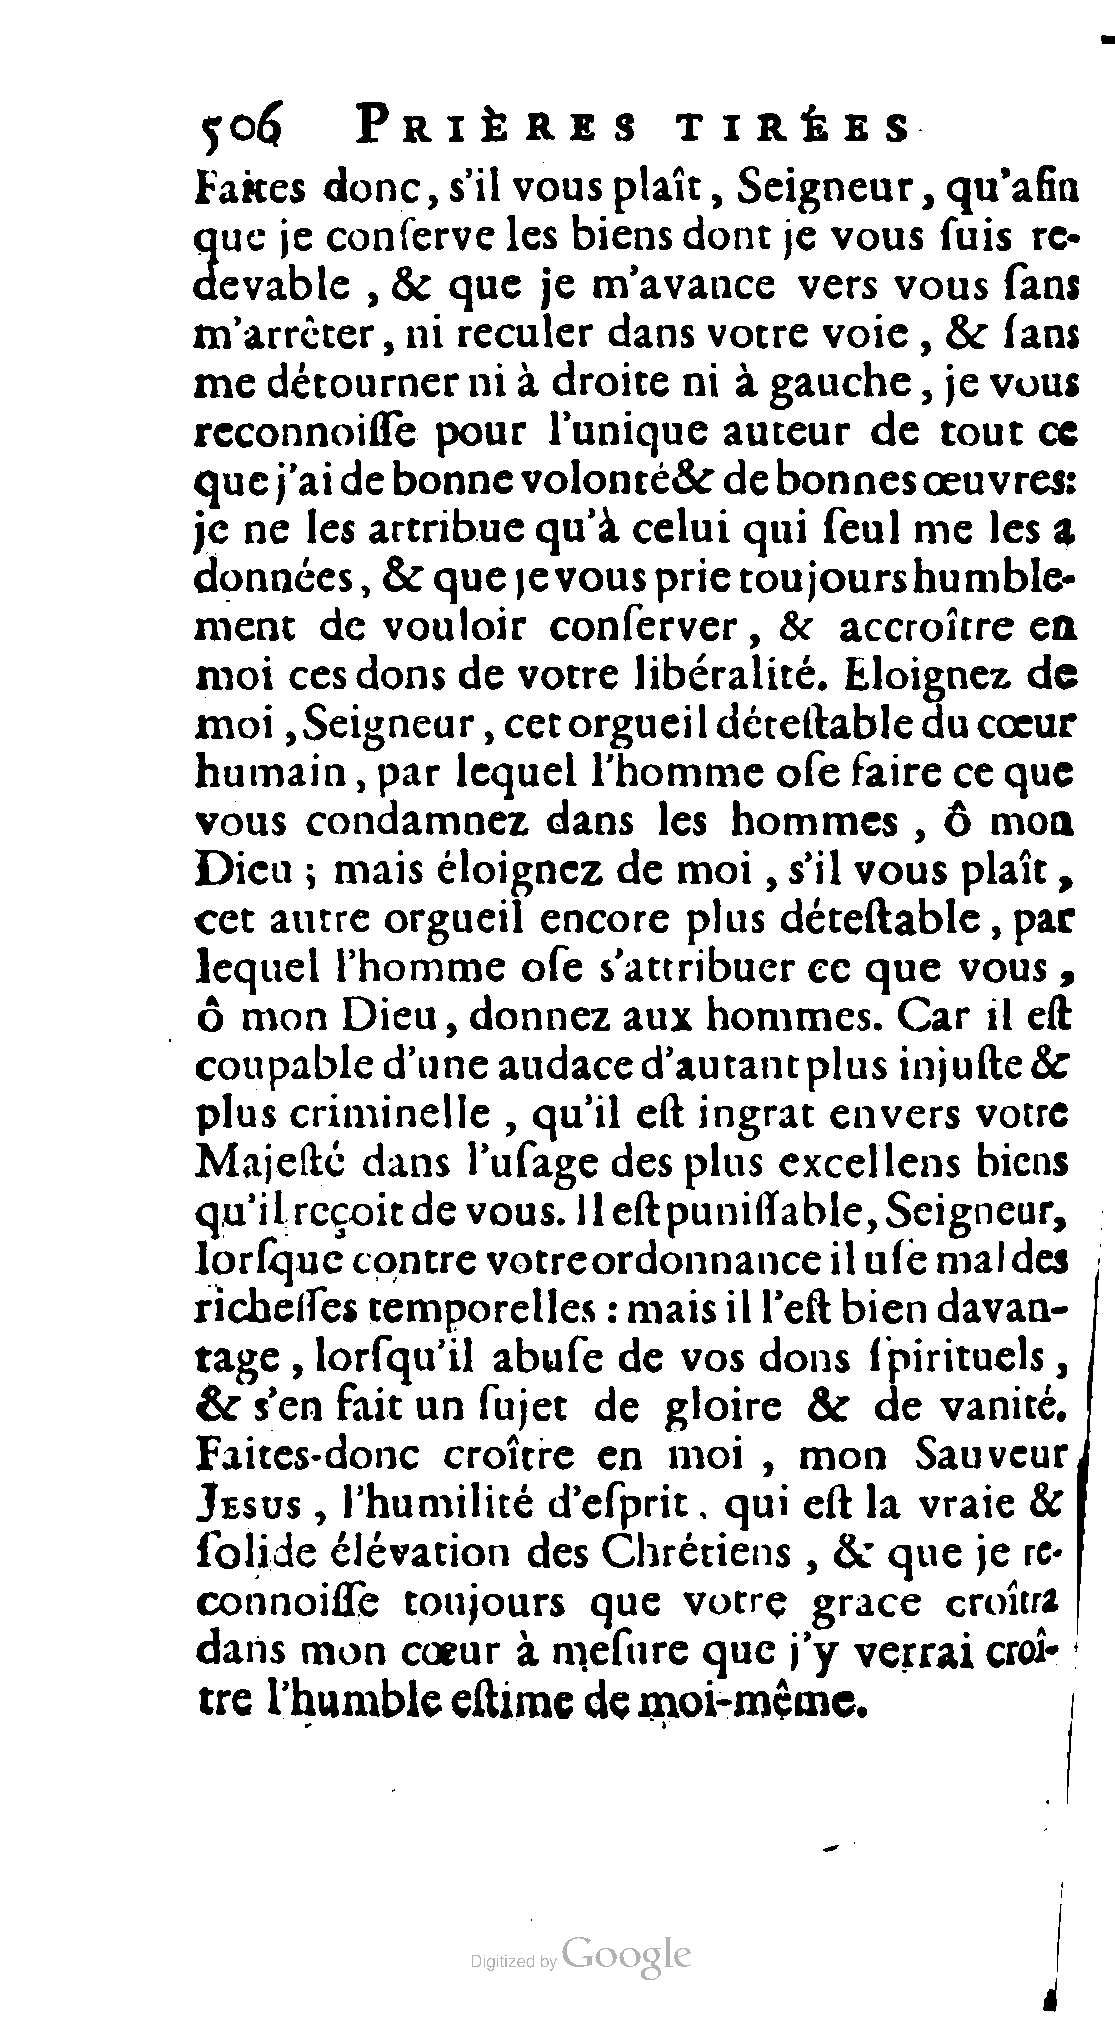 506 PRIÈRES TIRÉES
Faites donc, s'il vous plaît, Seigneur, qu'afin
que je conſerve les biens dont je vous ſuis re-
devable , & que je m'avance vers vous ſans
m'arrêter, ni reculer dans votre voie , & ſans
me détourner ni à droite ni à gauche, je vous
reconnoiſſe pour l'unique auteur de tout ce
que j'ai de bonne volonté & de bonnes œuvres:
je ne les attribue qu'à celui qui ſeul me les a
données, & que je vous prie toujours humble-
ment de vouloir conſerver, & accroître en
moi ces dons de votre libéralité. Eloignez de
moi, Seigneur, cet orgueil déteſtable du cœur
humain, par lequel l'homme oſe faire ce que
vous condamnez dans les hommes , ô mon
Dieu ; mais éloignez de moi , s'il vous plaît,
cet autre orgueil encore plus déteſtable, par
lequel l'homme oſe s'attribuer ce que vous,
ô mon Dieu, donnez aux hommes. Car il eſt
coupable d'une audace d'autant plus injuſte &
plus criminelle , qu'il eſt ingrat envers votre
Majeſté dans l'uſage des plus excellens biens
qu'il reçoit de vous. Il eſt puniſſable, Seigneur,
lorſque contre votre ordonnance il uſe mal des
richeſſes temporelles : mais il l'eſt bien davan-
tage , lorſqu'il abuſe de vos dons ſpirituels,
& s'en fait un ſujet de gloire & de vanité.
Faites-donc croître en moi , mon Sauveur
JESUS , l'humilité d'eſprit, qui eſt la vraie &
ſolide élévation des Chrétiens , & que je re-
connoiſſe toujours que votre grace croîtra
dans mon cœur à meſure que j'y verrai croî-
tre l'humble eſtime de moi-même.
Digitized by Google